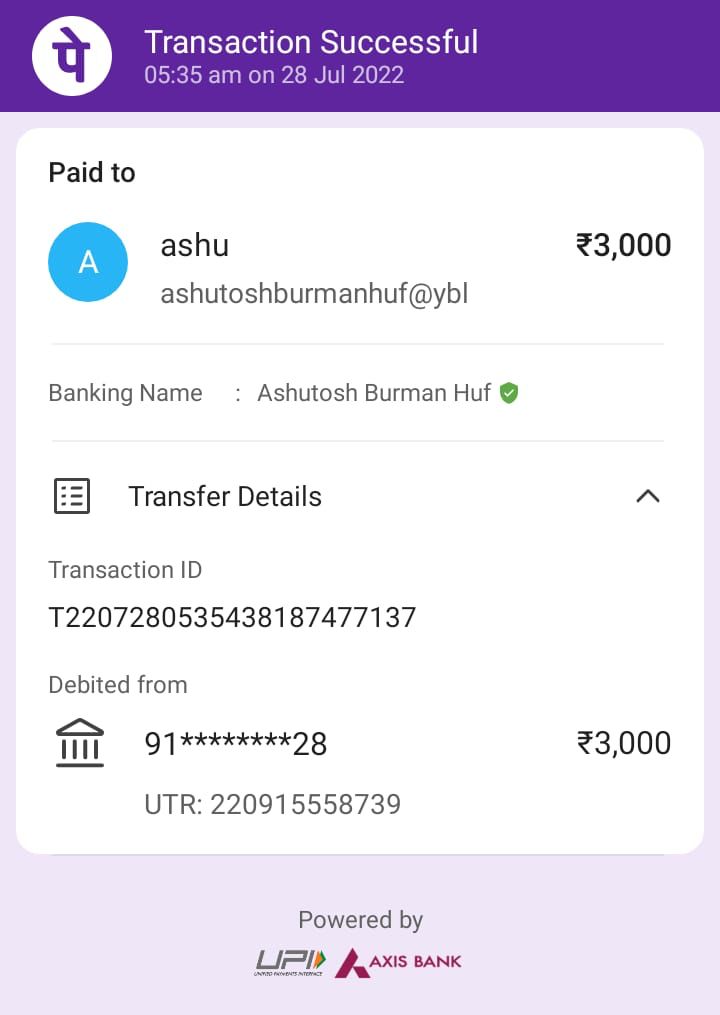 पे
Transaction Successful
05:35 am on 28 Jul 2022
Paid to
A
ashu
₹3,000
ashutoshburmanhuf@ybl
Banking Name : Ashutosh Burman Huf
Transfer Details
Transaction ID
T2207280535438187477137
Debited from
91********28
₹3,000
UTR: 220915558739
Powered by
UPI
UNIFIED PAYMENTS INTERFACE
AXIS BANK